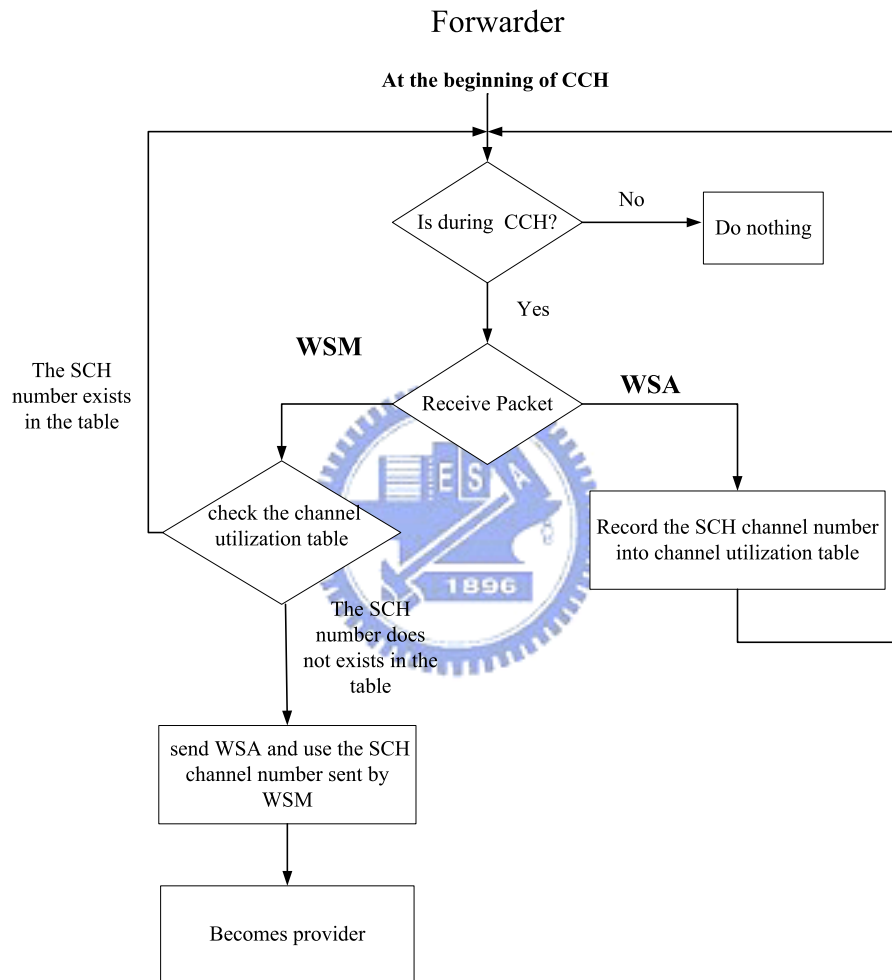 Forwarder
At the beginning of CCH
Is during CCH?
No
Do nothing
Yes
WSM
WSA
The SCH
number exists
in the table
Receive Packet
E S A
check the channel
utilization table
Record the SCH channel number
into channel utilization table
1896
The SCH
number does
not exists in the
table
send WSA and use the SCH
channel number sent by
WSM
Becomes provider